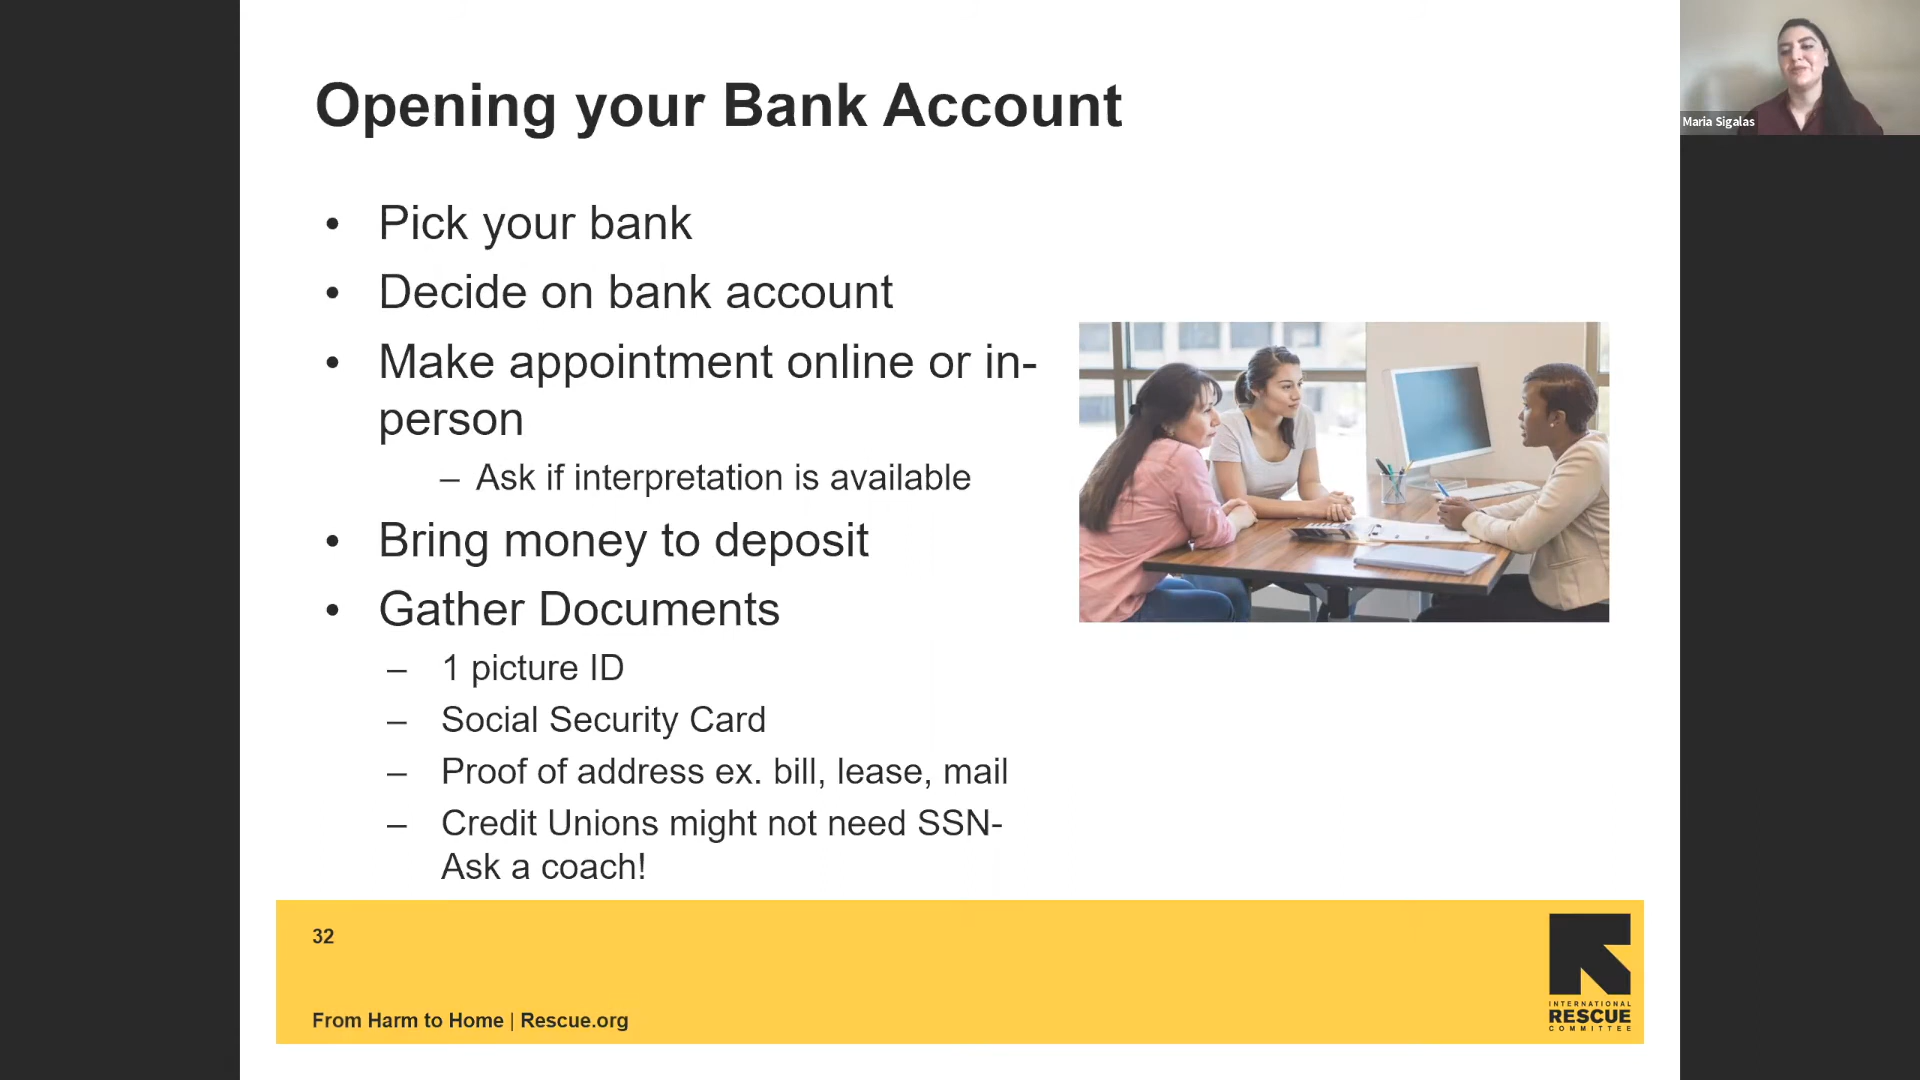 Opening your Bank Account
• Pick your bank
• Decide on bank account
• Make appointment online or in-
person
– Ask if interpretation is available
• Bring money to deposit
• Gather Documents
– 1 picture ID
– Social Security Card
– Proof of address ex. bill, lease, mail
– Credit Unions might not need SSN-
Ask a coach!
32
From Harm to Home | Rescue.org
INTERNATIONAL
RESCUE
COMMITTEE
Maria Sigalas